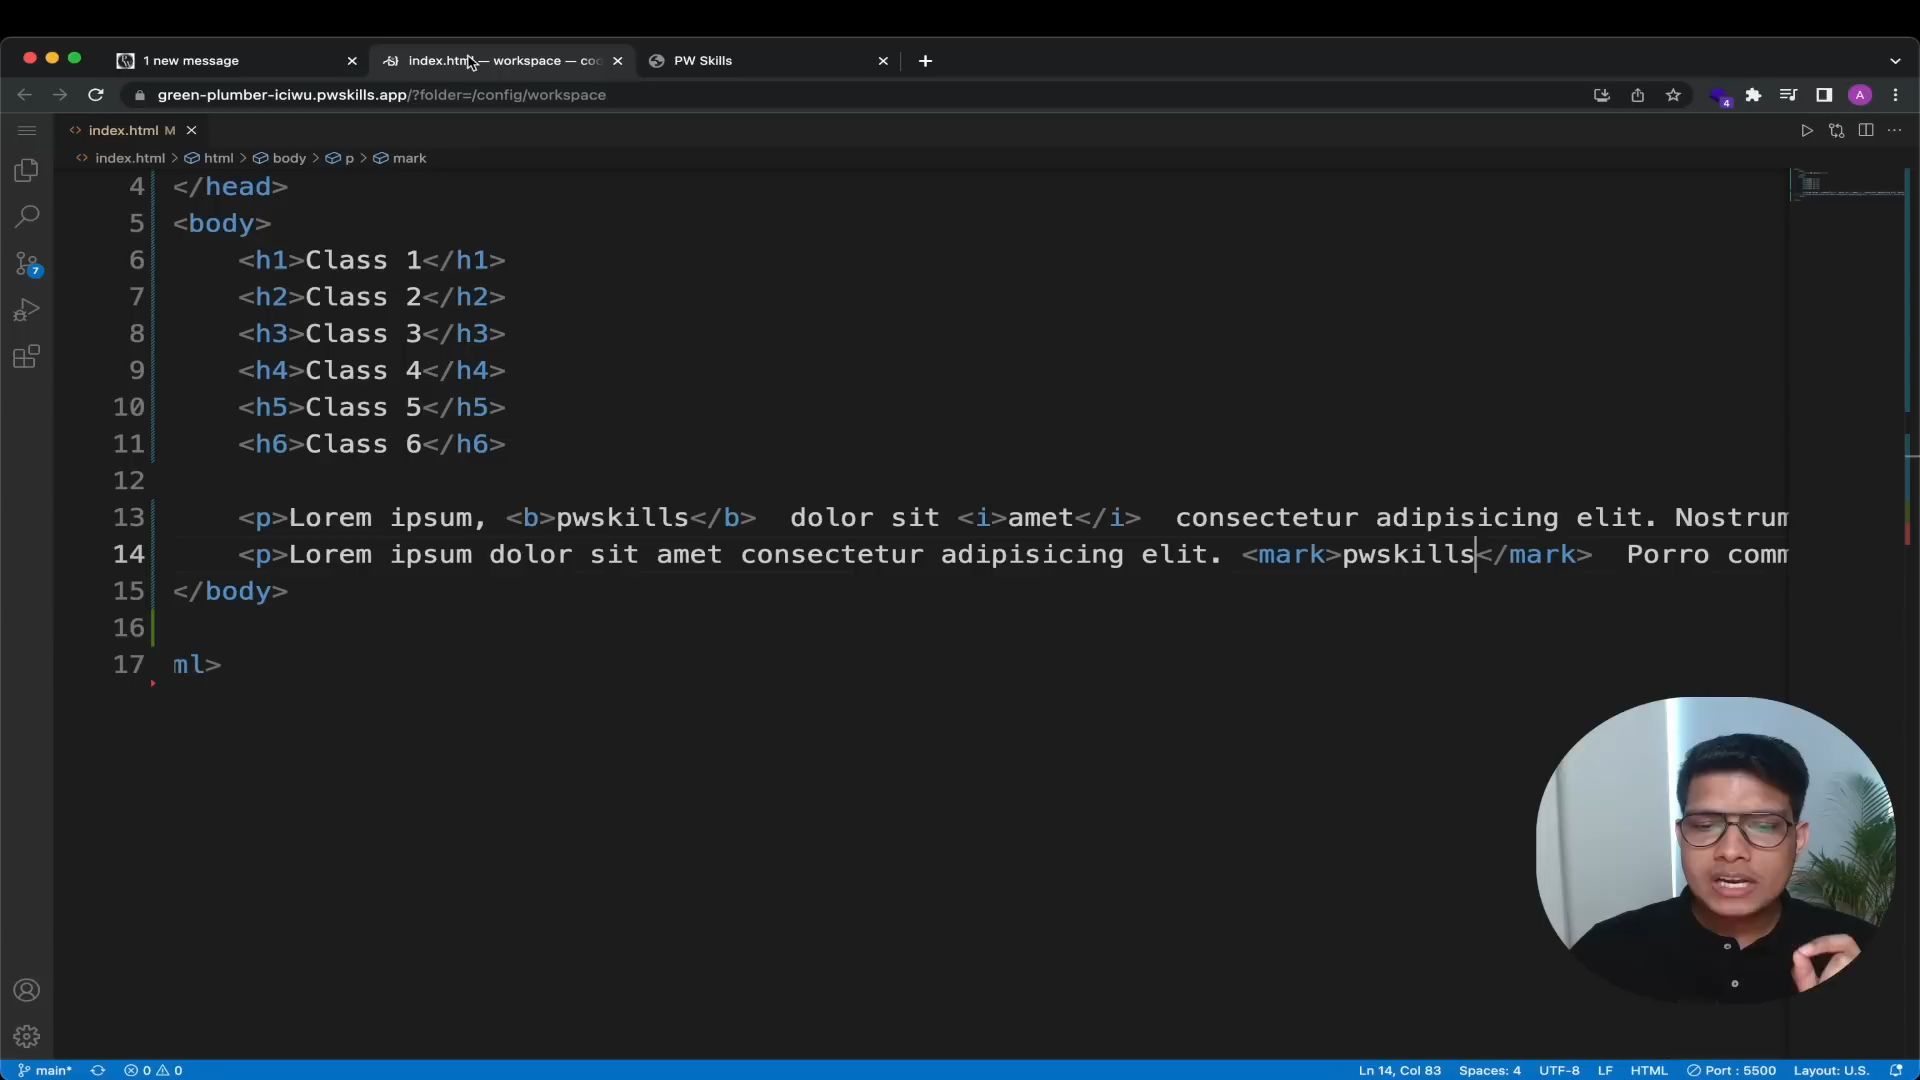 1 new message
index.html — workspace — coo
PW Skills
green-plumber-iciwu.pwskills.app/?folder=/config/workspace
4
A
index.html M
index.html > html > body > p > mark
4 </head>
5 <body>
6 <h1>Class 1</h1>
7 <h2>Class 2</h2>
8 <h3>Class 3</h3>
9 <h4>Class 4</h4>
10 <h5>Class 5</h5>
11 <h6>Class 6</h6>
12
13 <p>Lorem ipsum, <b>pwskills</b> dolor sit <i>amet</i> consectetur adipisicing elit. Nostrum
14 <p>Lorem ipsum dolor sit amet consectetur adipisicing elit. <mark>pwskills</mark> Porro comm
15 </body>
16
17 ml>
7
main* 0 0 Ln 14, Col 83 Spaces: 4 UTF-8 LF HTML Port : 5500 Layout: U.S.